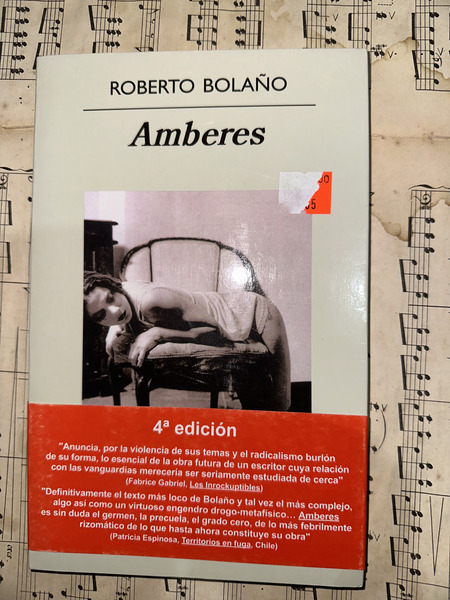 ROBERTO BOLAÑO
Amberes
00
05
4ª edición
"Anuncia, por la violencia de sus temas y el radicalismo burlón
de su forma, lo esencial de la obra futura de un escritor cuya relación
con las vanguardias merecería ser seriamente estudiada de cerca"
(Fabrice Gabriel, Les Inrockuptibles)
"Definitivamente el texto más loco de Bolaño y tal vez el más complejo,
algo así como un virtuoso engendro drogo-metafísico... Amberes
es sin duda el germen, la precuela, el grado cero, de lo más febrilmente
rizomático de lo que hasta ahora constituye su obra"
(Patricia Espinosa, Territorios en fuga, Chile)